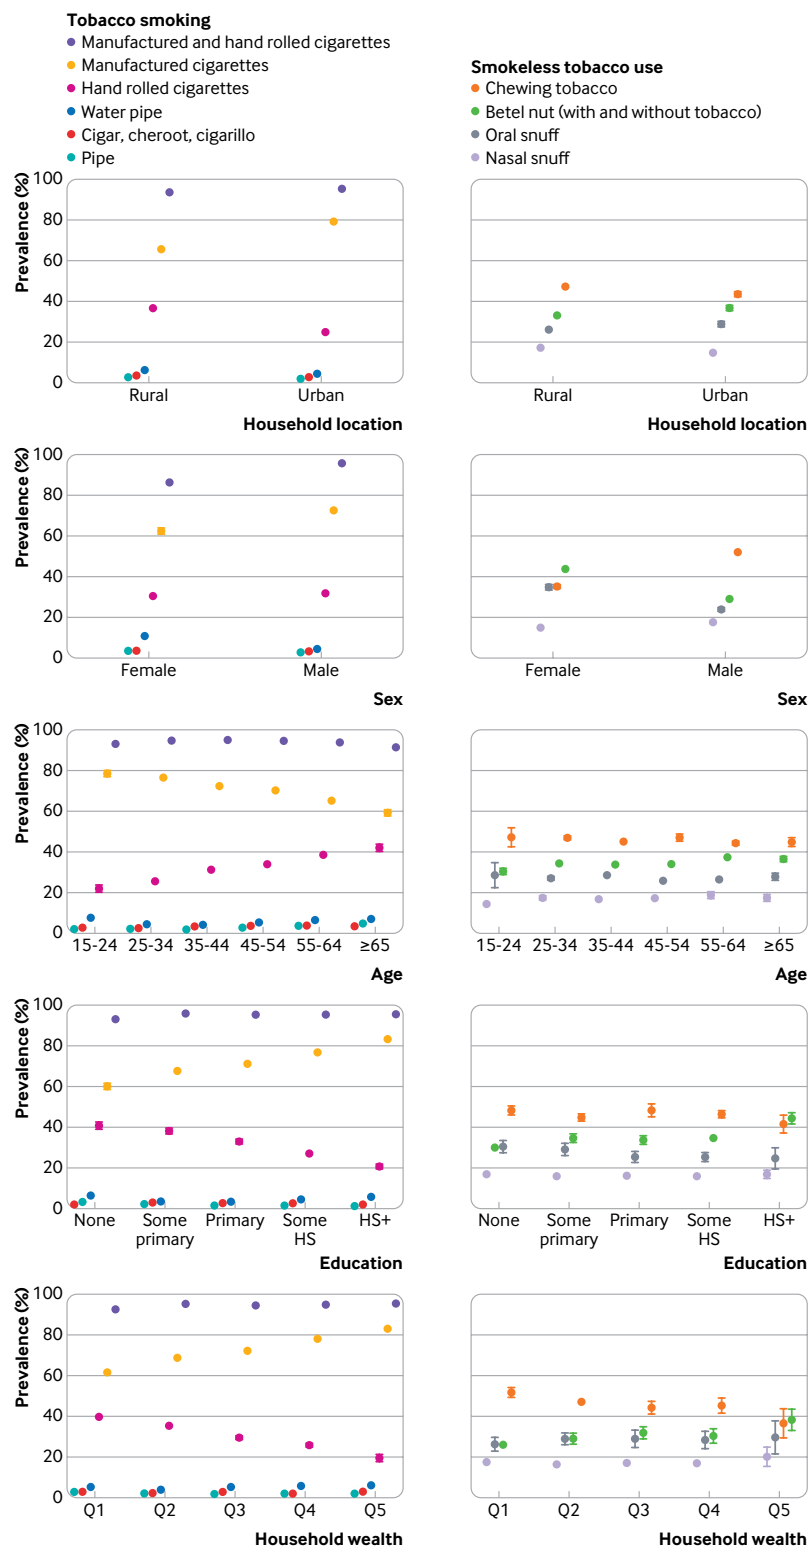 Tobacco smoking
Manufactured and hand rolled cigarettes
Manufactured cigarettes
Hand rolled cigarettes
Water pipe
Cigar, cheroot, cigarillo
Pipe
Smokeless tobacco use
Chewing tobacco
Betel nut (with and without tobacco)
Oral snuff
Nasal snuff
Prevalence (%)
100
80
60
40
20
0
Rural
Urban
Household location
Rural
Urban
Household location
Prevalence (%)
100
80
60
40
20
0
Female
Male
Sex
Female
Male
Sex
Prevalence (%)
100
80
60
40
20
0
15-24
25-34
35-44
45-54
55-64
≥65
Age
15-24
25-34
35-44
45-54
55-64
≥65
Age
Prevalence (%)
100
80
60
40
20
0
None
Some
primary
Primary
Some
HS
HS+
Education
None
Some
primary
Primary
Some
HS
HS+
Education
Prevalence (%)
100
80
60
40
20
0
Q1
Q2
Q3
Q4
Q5
Household wealth
Q1
Q2
Q3
Q4
Q5
Household wealth